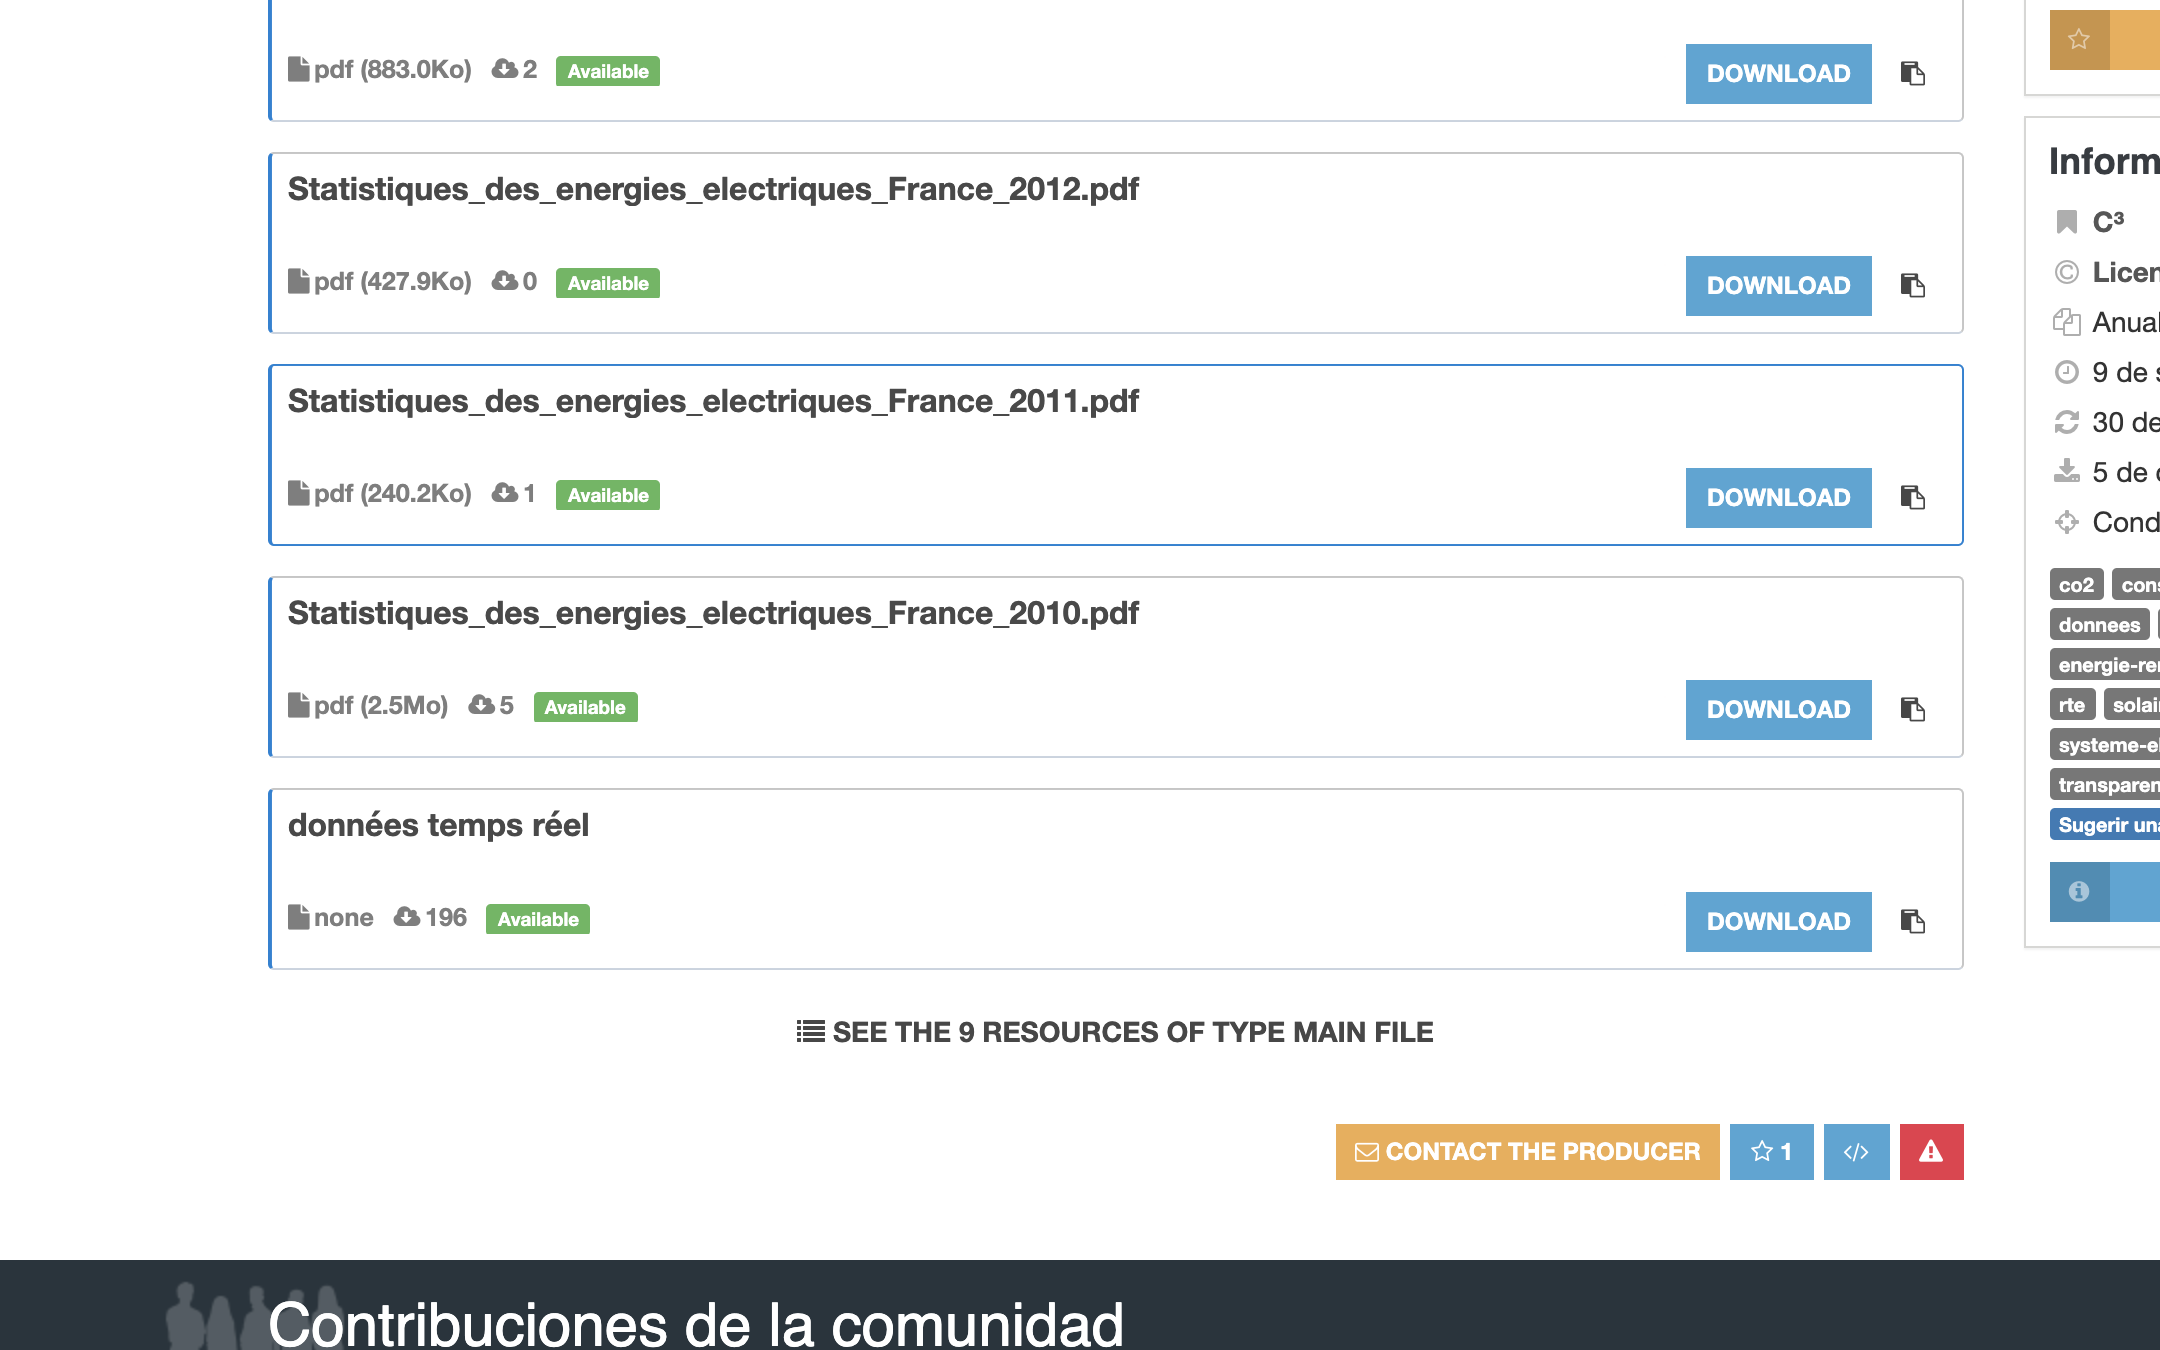 pdf (883.0Ko) 2 Available
DOWNLOAD
Statistiques_des_energies_electriques_France_2012.pdf
pdf (427.9Ko) 0 Available
DOWNLOAD
Statistiques_des_energies_electriques_France_2011.pdf
pdf (240.2Ko) 1 Available
DOWNLOAD
Statistiques_des_energies_electriques_France_2010.pdf
pdf (2.5Mo) 5 Available
DOWNLOAD
données temps réel
none 196 Available
DOWNLOAD
SEE THE 9 RESOURCES OF TYPE MAIN FILE
CONTACT THE PRODUCER
1
</>
Inform
C³
© Licen
Anual
9 de s
30 de
5 de
Cond
co2 cons
donnees
energie-re
rte solai
systeme-e
transparen
Sugerir una
Contribuciones de la comunidad